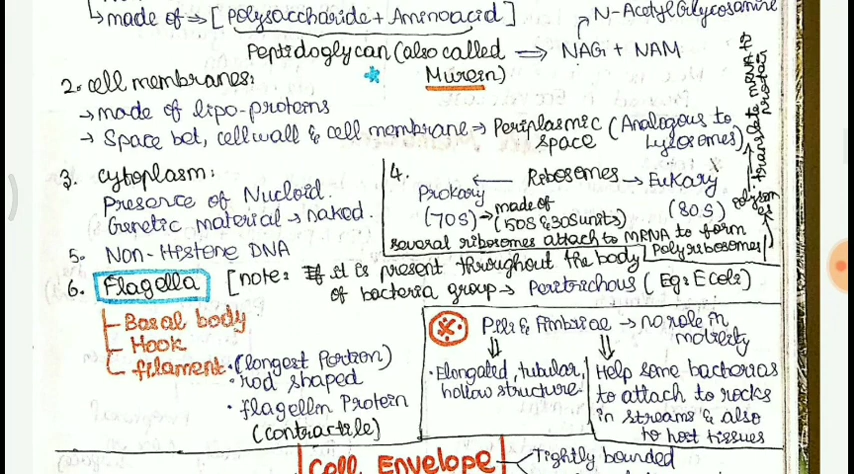 ↳made of ⇒ [Polysaccharide + Aminoacid]
N-Acetyl Glycosamine
Peptidoglycan (also called Murein) ⇒ NAG + NAM
2. cell membranes:
→ made of lipo-proteins
→ Space bet, cell wall & cell membrane → Periplasmic space (Analogous to Lysosomes)
3. cytoplasm:
Presence of Nucloid.
Genetic material → naked.
4.
Prokary ← Ribosomes → Eukary
(70S) → made of (50S & 30S units)
(80S)
several ribosomes attach to mRNA to form Polyribosomes
Polysom
translate mRNA to protein
5. Non-Histone DNA
6. Flagella [note: If it is present throughout the body
of bacteria group → Peritrichous (Eg: E Coli)
Basal body
Hook
filament • (longest portion)
• rod shaped
• flagellin Protein
(contractile)
Pili & Fimbriae → no role in motility
• Elongated, tubular, hollow structure
Help some bacterias
to attach to rocks
in streams & also
to host tissues
Cell Envelope
Tightly bounded